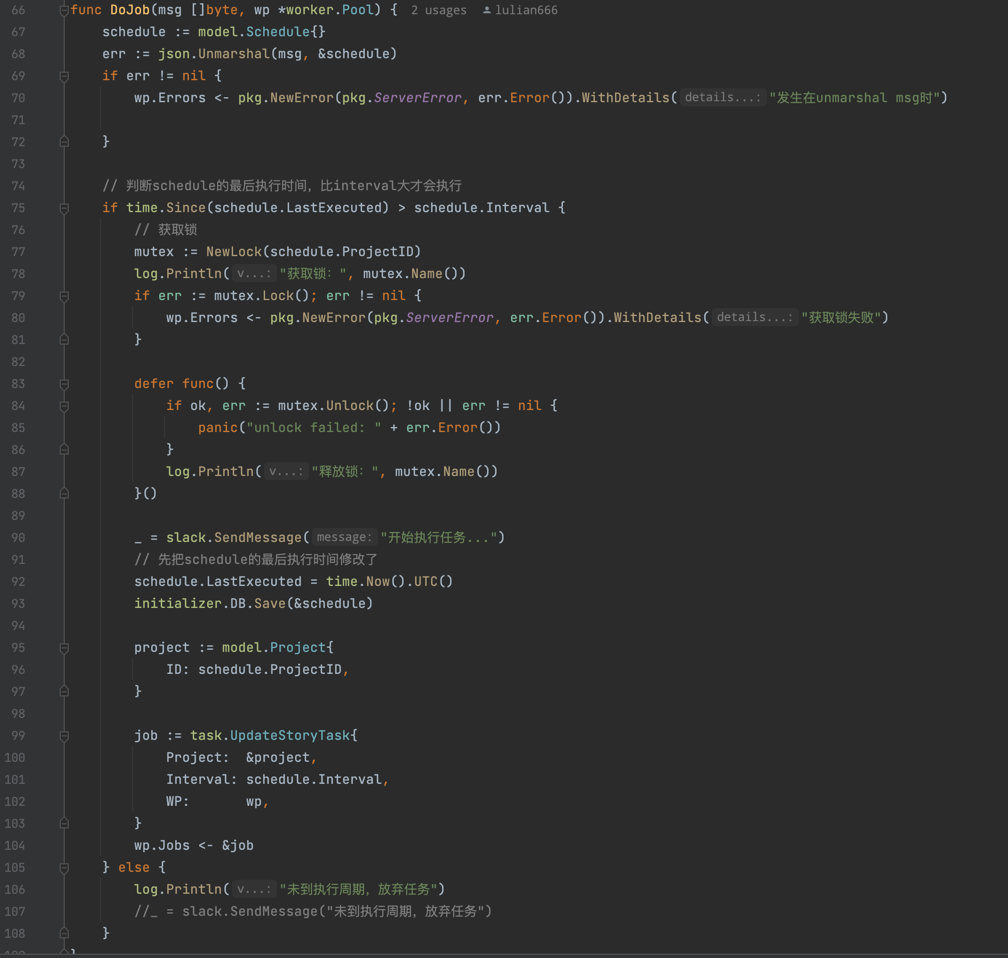 66 func DoJob(msg []byte, wp *worker.Pool) { 2 usages lulian666
67 schedule := model.Schedule{}
68 err := json.Unmarshal(msg, &schedule)
69 if err != nil {
70 wp.Errors <- pkg.NewError(pkg.ServerError, err.Error()).WithDetails( details...: "发生在unmarshal msg时")
71
72 }
73
74 // 判断schedule的最后执行时间，比interval大才会执行
75 if time.Since(schedule.LastExecuted) > schedule.Interval {
76 // 获取锁
77 mutex := NewLock(schedule.ProjectID)
78 log.Println( v...: "获取锁：", mutex.Name())
79 if err := mutex.Lock(); err != nil {
80 wp.Errors <- pkg.NewError(pkg.ServerError, err.Error()).WithDetails( details...: "获取锁失败")
81 }
82
83 defer func() {
84 if ok, err := mutex.Unlock(); !ok || err != nil {
85 panic("unlock failed: " + err.Error())
86 }
87 log.Println( v...: "释放锁：", mutex.Name())
88 }()
89
90 _ = slack.SendMessage( message: "开始执行任务...")
91 // 先把schedule的最后执行时间修改了
92 schedule.LastExecuted = time.Now().UTC()
93 initializer.DB.Save(&schedule)
94
95 project := model.Project{
96 ID: schedule.ProjectID,
97 }
98
99 job := task.UpdateStoryTask{
100 Project: &project,
101 Interval: schedule.Interval,
102 WP: wp,
103 }
104 wp.Jobs <- &job
105 } else {
106 log.Println( v...: "未到执行周期，放弃任务")
107 //_ = slack.SendMessage("未到执行周期，放弃任务")
108 }